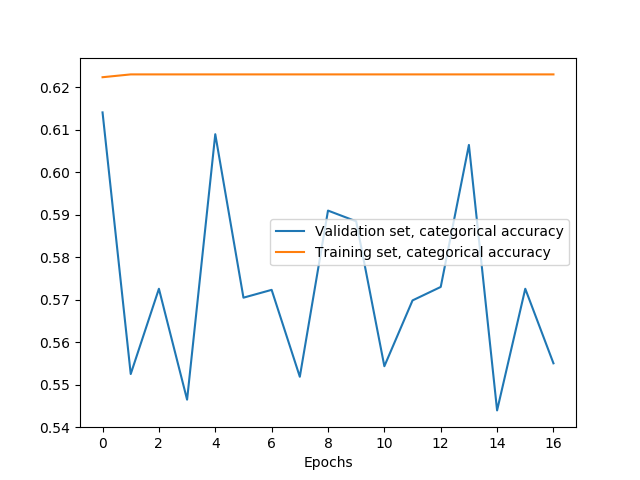 0.62
0.61
0.60
0.59
0.58
0.57
0.56
0.55
0.54
Validation set, categorical accuracy
Training set, categorical accuracy
0 2 4 6 8 10 12 14 16
Epochs